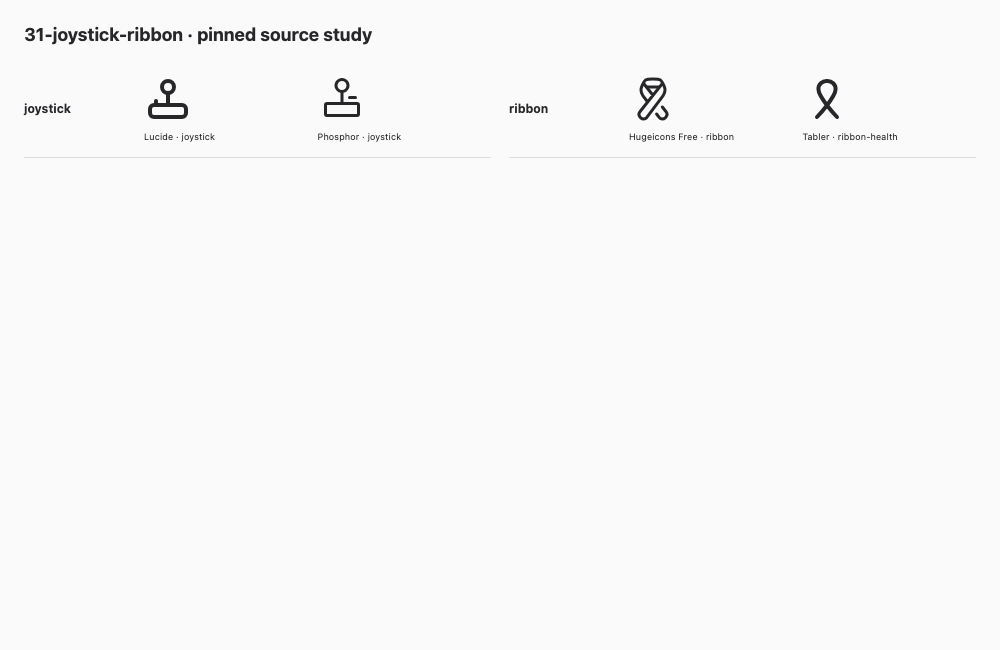 31-joystick-ribbon · pinned source study
joystick
Lucide · joystick
Phosphor · joystick
ribbon
Hugeicons Free · ribbon
Tabler · ribbon-health